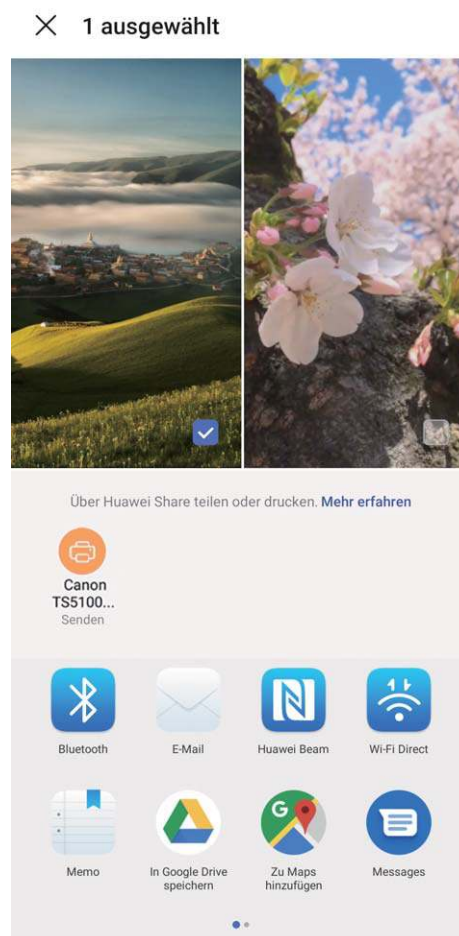 1 ausgewählt
Über Huawei Share teilen oder drucken. Mehr erfahren
Canon
TS5100...
Senden
Bluetooth
E-Mail
Huawei Beam
Wi-Fi Direct
Memo
In Google Drive
speichern
G
Zu Maps
hinzufügen
Messages